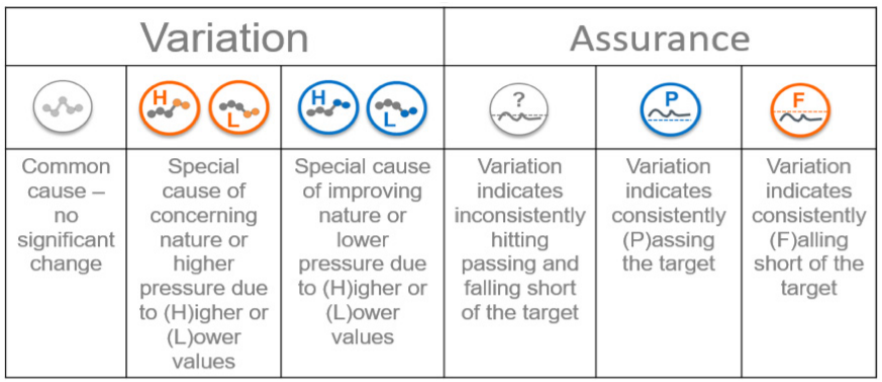 Variation
Assurance
H
L
H
L
?
P
F
Common
cause –
no
significant
change
Special
cause of
concerning
nature or
higher
pressure due
to (H)igher or
(L)ower
values
Special cause
of improving
nature or
lower
pressure due
to (H)igher or
(L)ower
values
Variation
indicates
inconsistently
hitting
passing and
falling short
of the target
Variation
indicates
consistently
(P)assing
the target
Variation
indicates
consistently
(F)alling
short of the
target